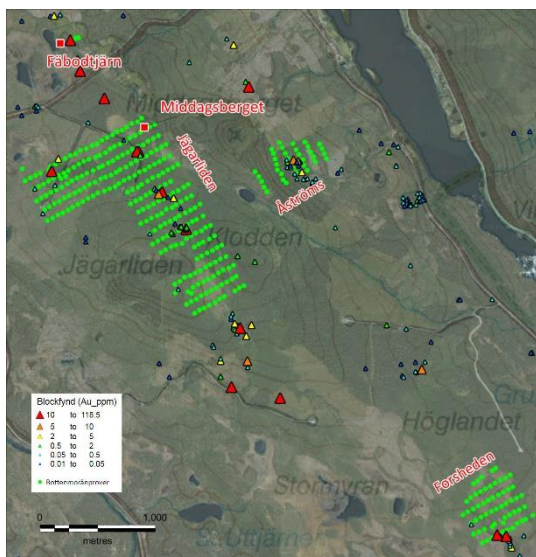 Fäbodtjärn
Middagsberget
Jägarliden
Åströms
Klodden
Jägarliden
Höglandet
Stormyran
Forsheden
Blockfynd (Au_ppm)
10 to 118.5
5 to 10
2 to 5
0.5 to 2
0.05 to 0.5
0.01 to 0.05
Bottenmoränprover
0 500 1,000
metres